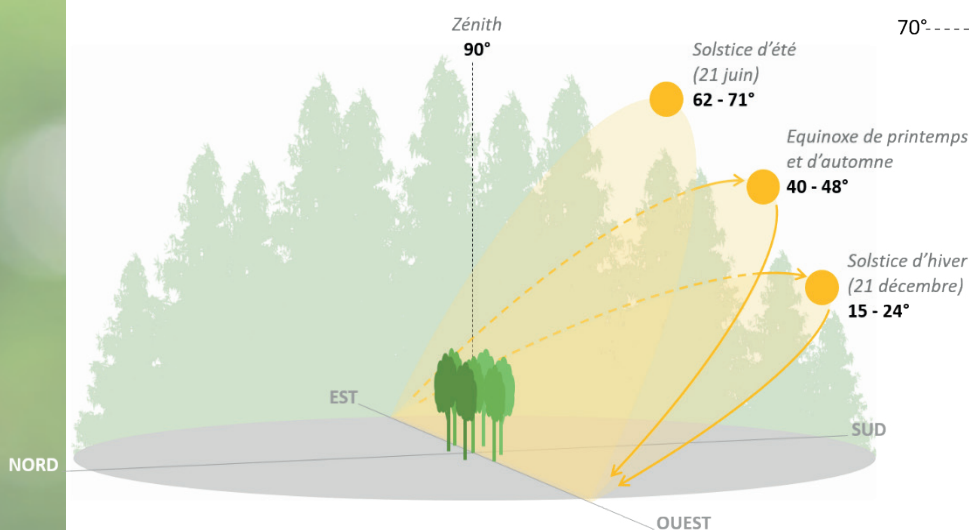 Zénith
90°
70°
Solstice d'été
(21 juin)
62 - 71°
Equinoxe de printemps
et d'automne
40 - 48°
Solstice d'hiver
(21 décembre)
15 - 24°
EST
SUD
NORD
OUEST